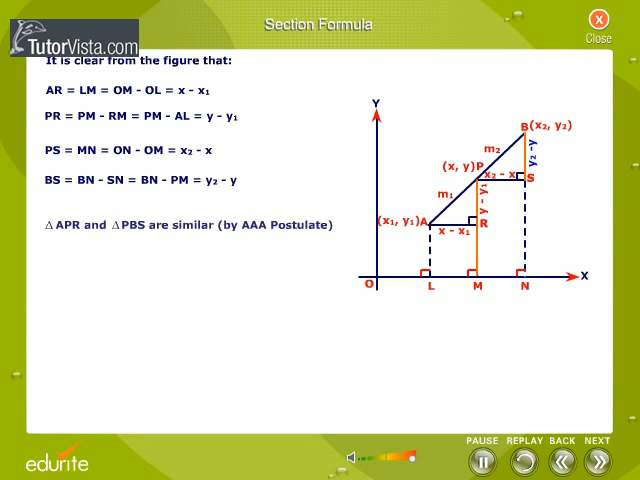 Section Formula
Close
TutorVista.com
It is clear from the figure that:
AR = LM = OM - OL = x - x₁
PR = PM - RM = PM - AL = y - y₁
PS = MN = ON - OM = x₂ - x
BS = BN - SN = BN - PM = y₂ - y
Δ APR and Δ PBS are similar (by AAA Postulate)
Y
B(x₂, y₂)
m₂
y₂ -y
(x, y)P
x₂ - x
S
m₁
y - y₁
(x₁, y₁)A
R
x - x₁
X
O
L
M
N
edurite
PAUSE REPLAY BACK NEXT